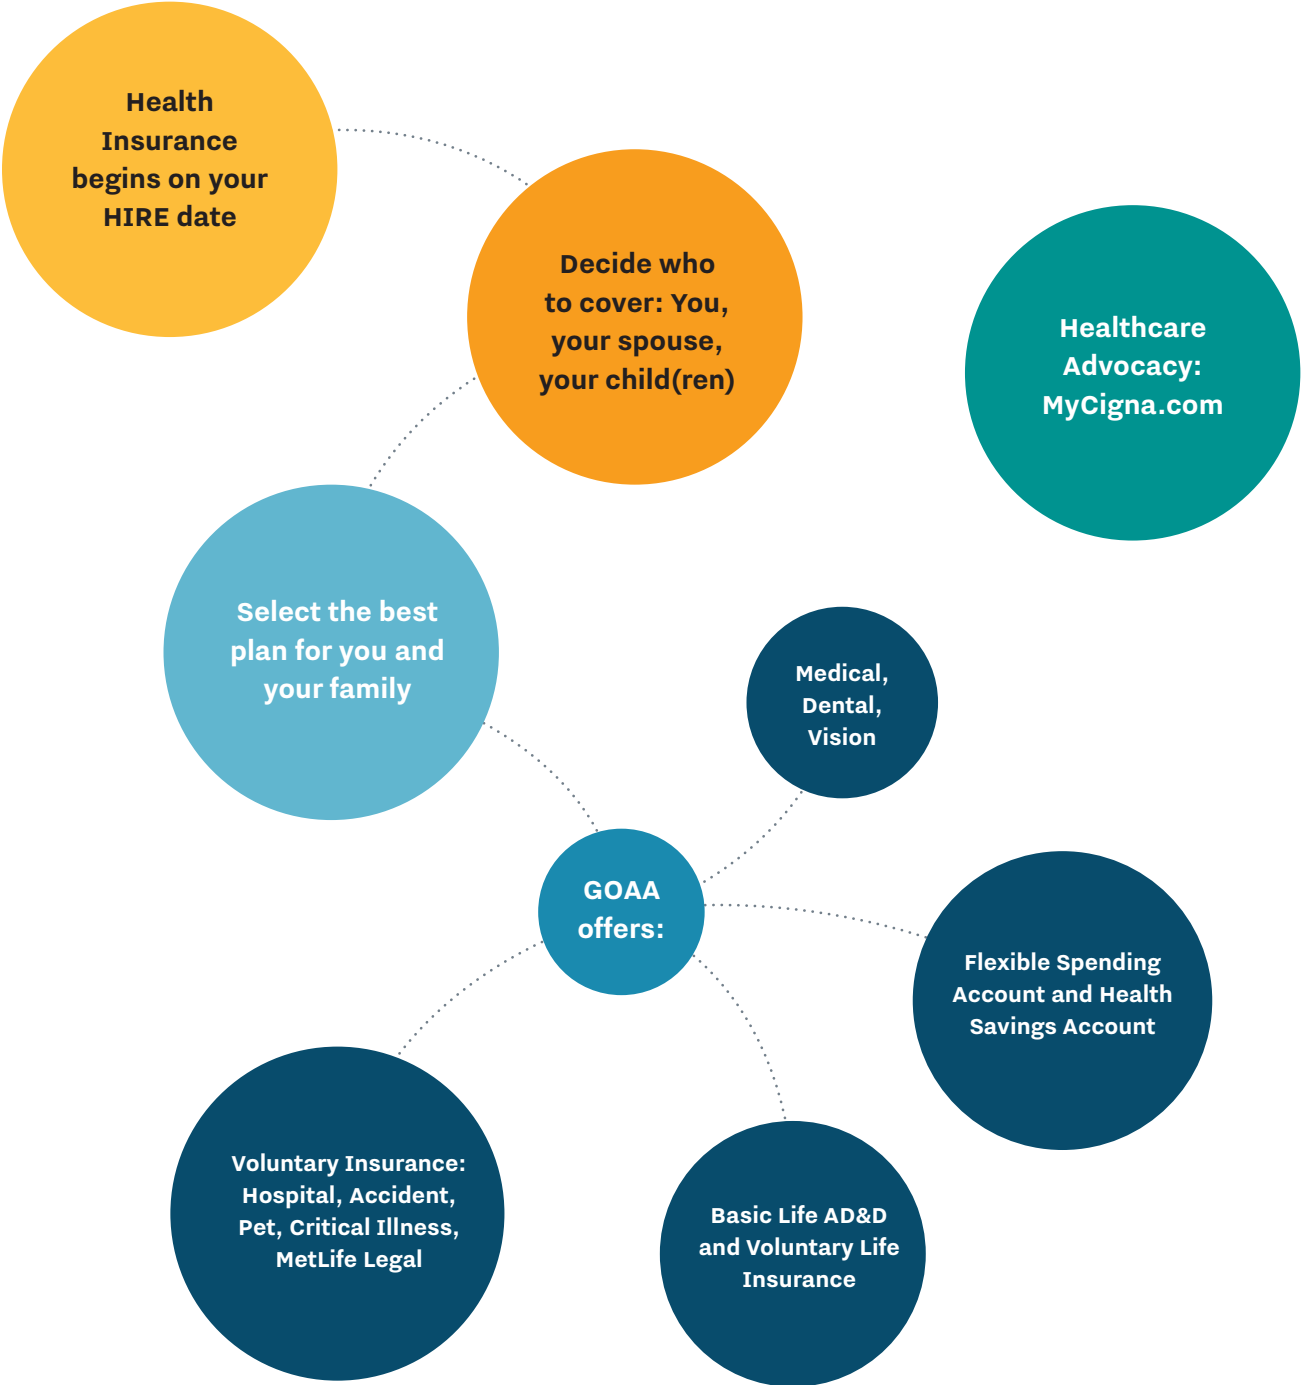 Health
Insurance
begins on your
HIRE date
Decide who
to cover: You,
your spouse,
your child(ren)
Healthcare
Advocacy:
MyCigna.com
Select the best
plan for you and
your family
Medical,
Dental,
Vision
GOAA
offers:
Flexible Spending
Account and Health
Savings Account
Voluntary Insurance:
Hospital, Accident,
Pet, Critical Illness,
MetLife Legal
Basic Life AD&D
and Voluntary Life
Insurance